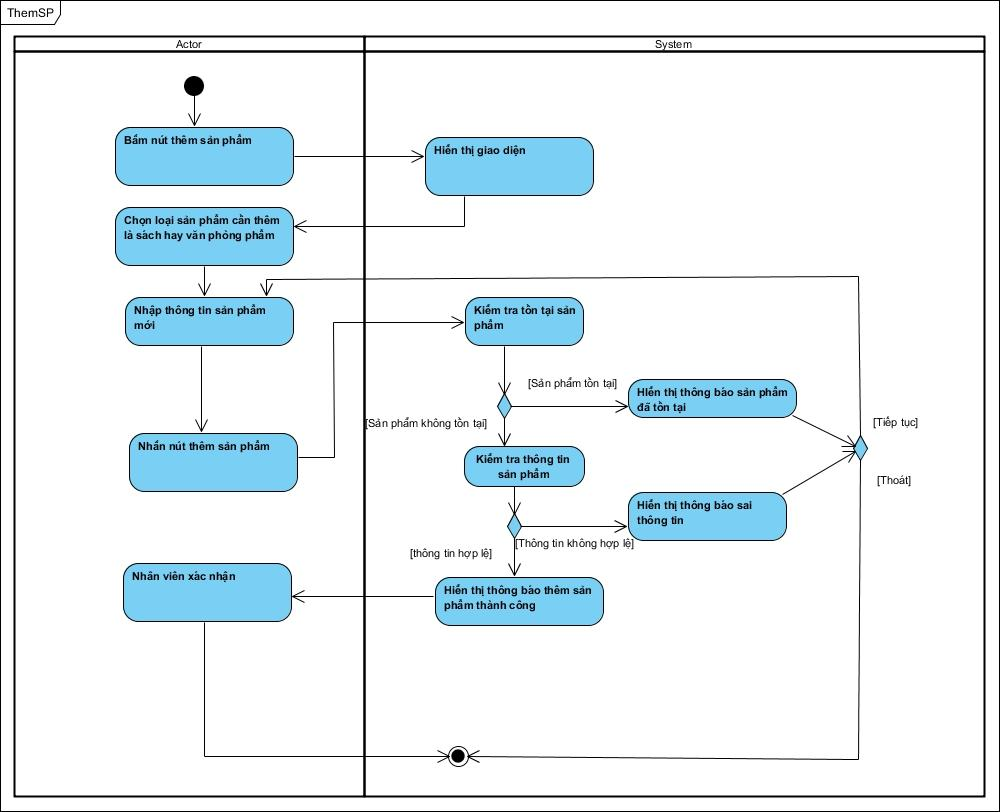 ThemSP
Actor
System
Bấm nút thêm sản phẩm
Hiển thị giao diện
Chọn loại sản phẩm cần thêm
là sách hay văn phòng phẩm
Nhập thông tin sản phẩm
mới
Kiểm tra tồn tại sản
phẩm
[Sản phẩm tồn tại]
Hiển thị thông báo sản phẩm
đã tồn tại
[Sản phẩm không tồn tại]
[Tiếp tục]
Nhấn nút thêm sản phẩm
Kiểm tra thông tin
sản phẩm
[Thoát]
Hiển thị thông báo sai
thông tin
[Thông tin không hợp lệ]
[thông tin hợp lệ]
Nhân viên xác nhận
Hiển thị thông báo thêm sản
phẩm thành công